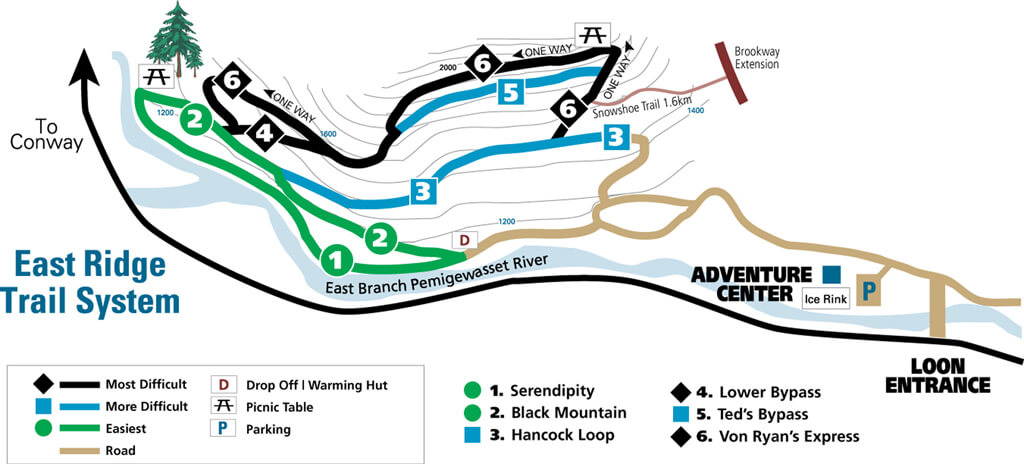 6
ONE WAY
2000
6
5
ONE WAY
Brookway
Extension
6
ONE WAY
Snowshoe Trail 1.6km
1400
1200
2
4
1600
3
3
To
Conway
1200
2
D
1
East Branch Pemigewasset River
East Ridge
Trail System
ADVENTURE
CENTER
Ice Rink
P
LOON
ENTRANCE
Most Difficult
More Difficult
Easiest
Road
D Drop Off | Warming Hut
Picnic Table
P Parking
1. Serendipity
2. Black Mountain
3. Hancock Loop
4. Lower Bypass
5. Ted's Bypass
6. Von Ryan's Express